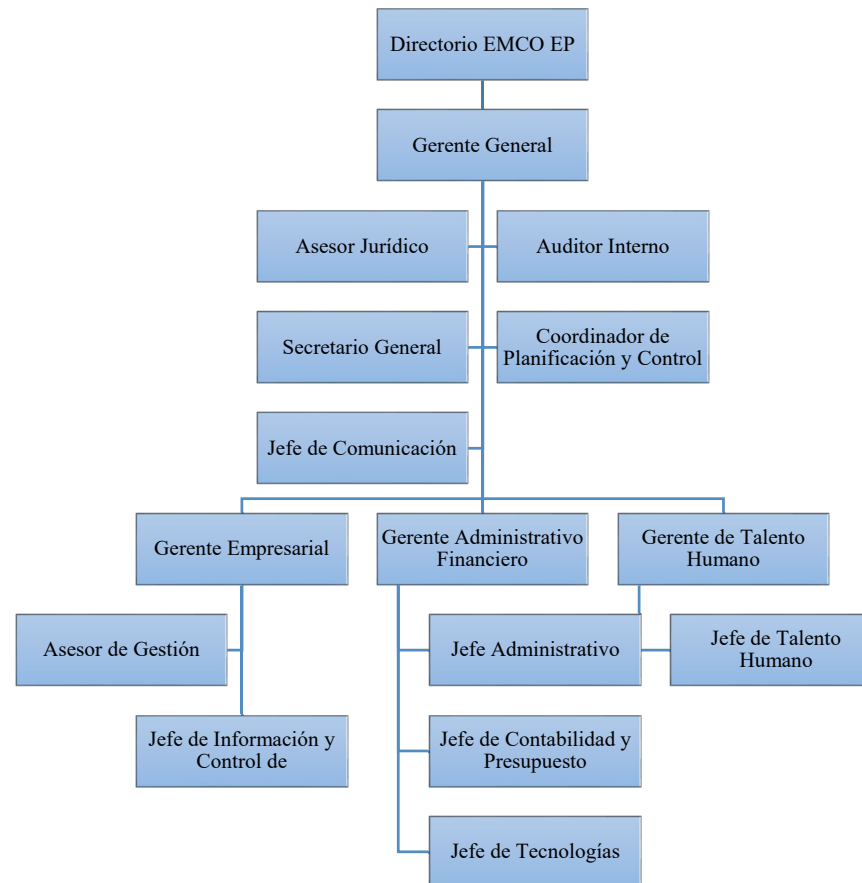 Directorio EMCO EP
Gerente General
Asesor Jurídico
Auditor Interno
Secretario General
Coordinador de
Planificación y Control
Jefe de Comunicación
Gerente Empresarial
Gerente Administrativo
Financiero
Gerente de Talento
Humano
Asesor de Gestión
Jefe Administrativo
Jefe de Talento
Humano
Jefe de Información y
Control de
Jefe de Contabilidad y
Presupuesto
Jefe de Tecnologías